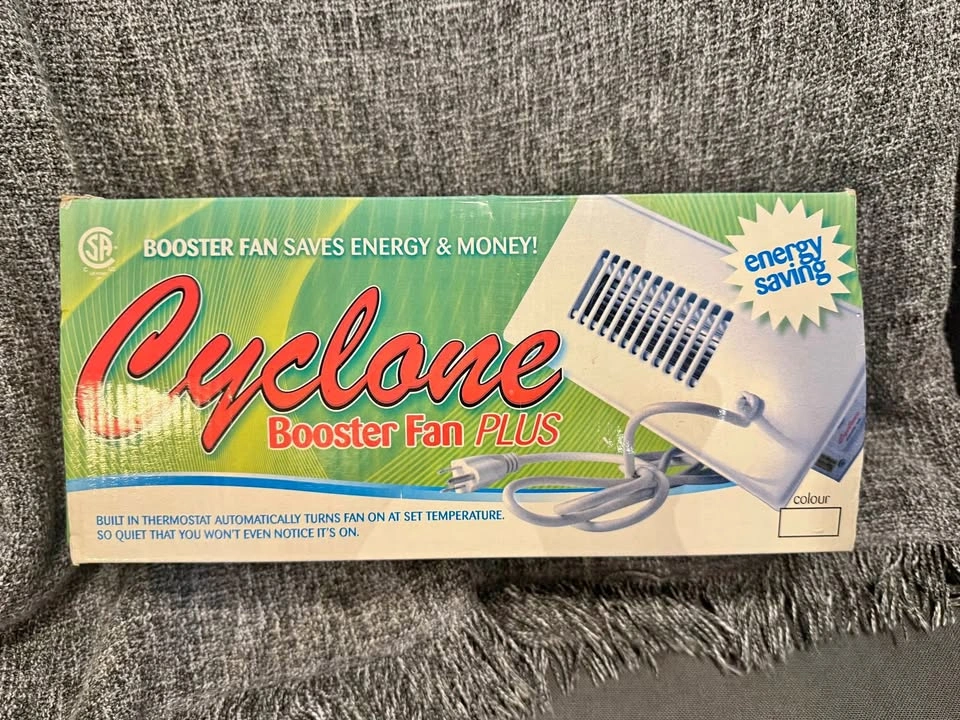 CSA
BOOSTER FAN SAVES ENERGY & MONEY!
energy
saving
Cyclone
Booster Fan PLUS
BUILT IN THERMOSTAT AUTOMATICALLY TURNS FAN ON AT SET TEMPERATURE.
SO QUIET THAT YOU WON'T EVEN NOTICE IT'S ON.
colour